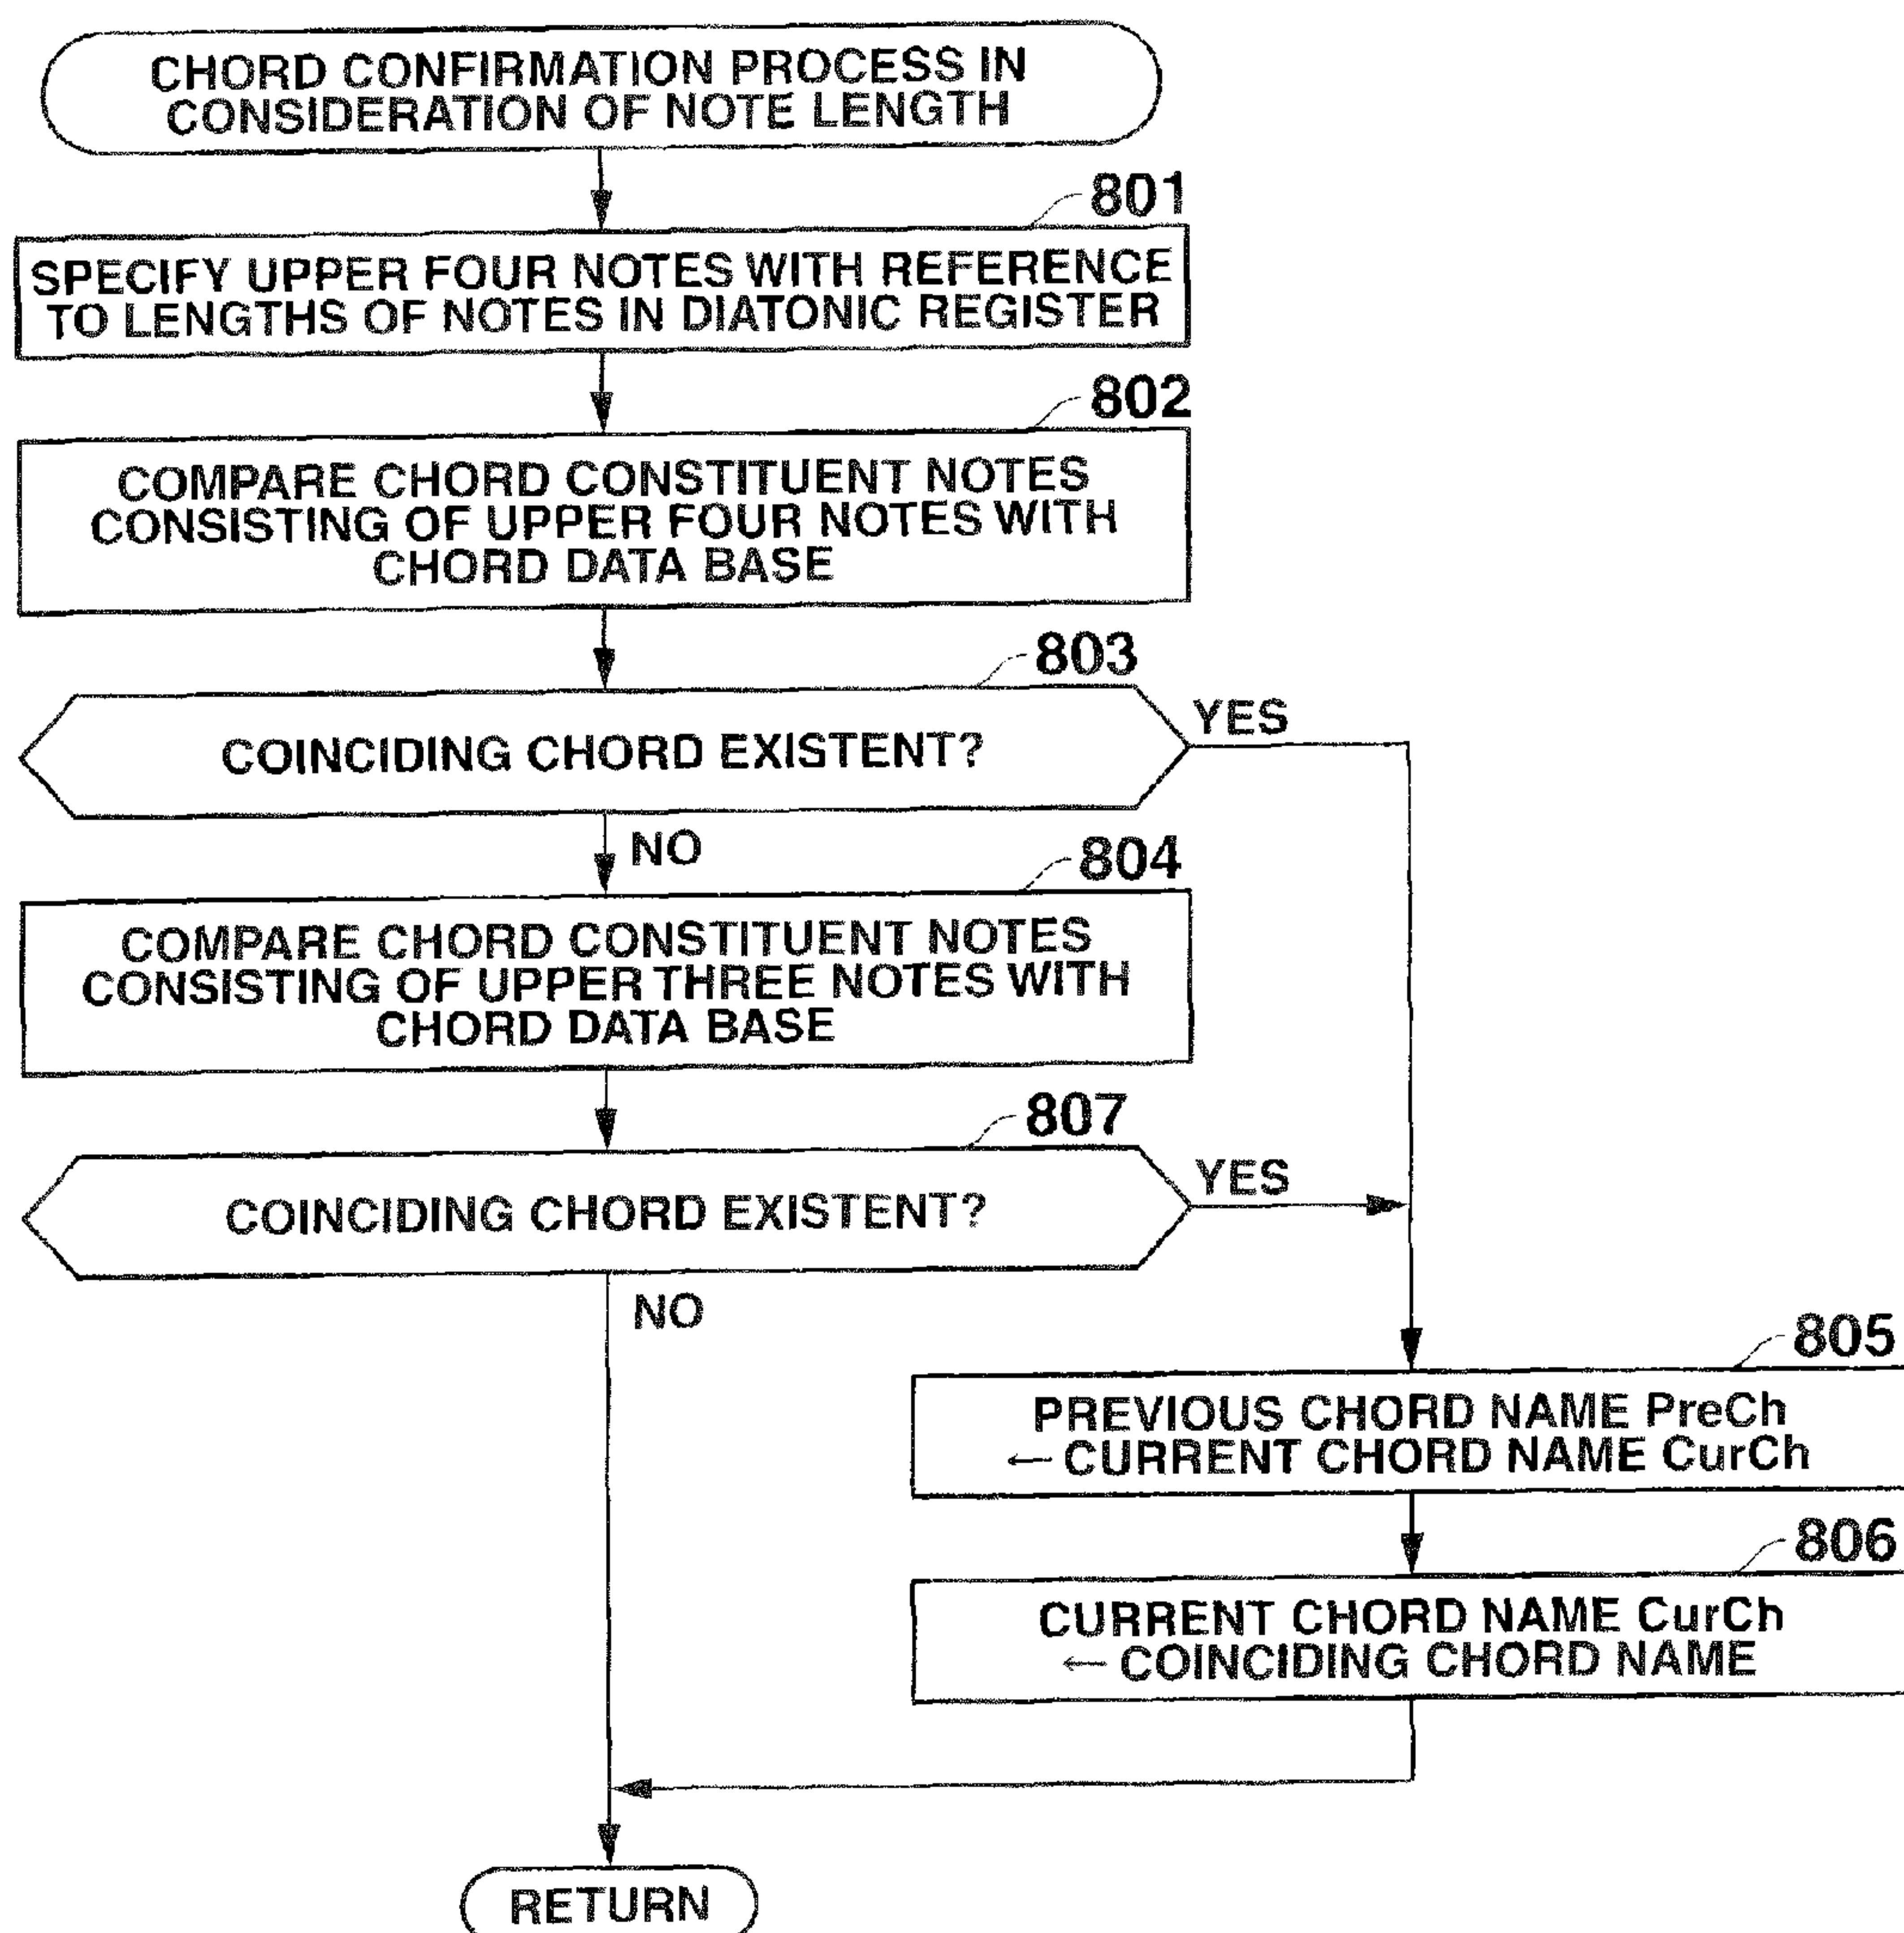 CHORD CONFIRMATION PROCESS IN
CONSIDERATION OF NOTE LENGTH
801
SPECIFY UPPER FOUR NOTES WITH REFERENCE
TO LENGTHS OF NOTES IN DIATONIC REGISTER
802
COMPARE CHORD CONSTITUENT NOTES
CONSISTING OF UPPER FOUR NOTES WITH
CHORD DATA BASE
803
COINCIDING CHORD EXISTENT?
YES
NO
804
COMPARE CHORD CONSTITUENT NOTES
CONSISTING OF UPPER THREE NOTES WITH
CHORD DATA BASE
807
COINCIDING CHORD EXISTENT?
YES
NO
805
PREVIOUS CHORD NAME PreCh
← CURRENT CHORD NAME CurCh
806
CURRENT CHORD NAME CurCh
← COINCIDING CHORD NAME
RETURN